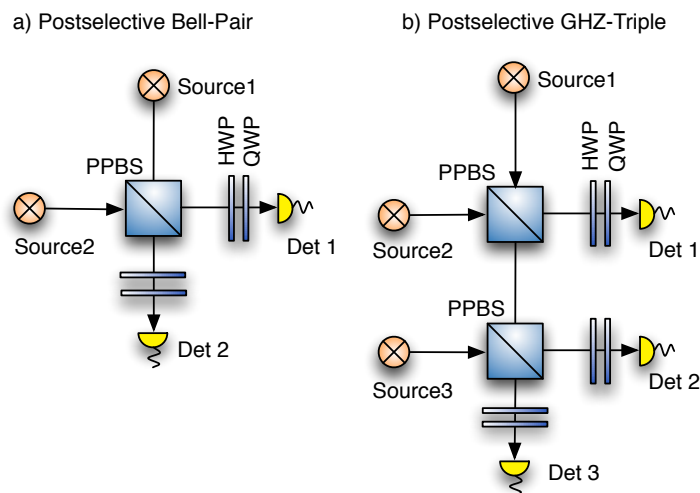 a) Postselective Bell-Pair
Source1
HWP
QWP
PPBS
Source2
Det 1
Det 2
b) Postselective GHZ-Triple
Source1
HWP
QWP
PPBS
Source2
Det 1
PPBS
Source3
Det 2
Det 3